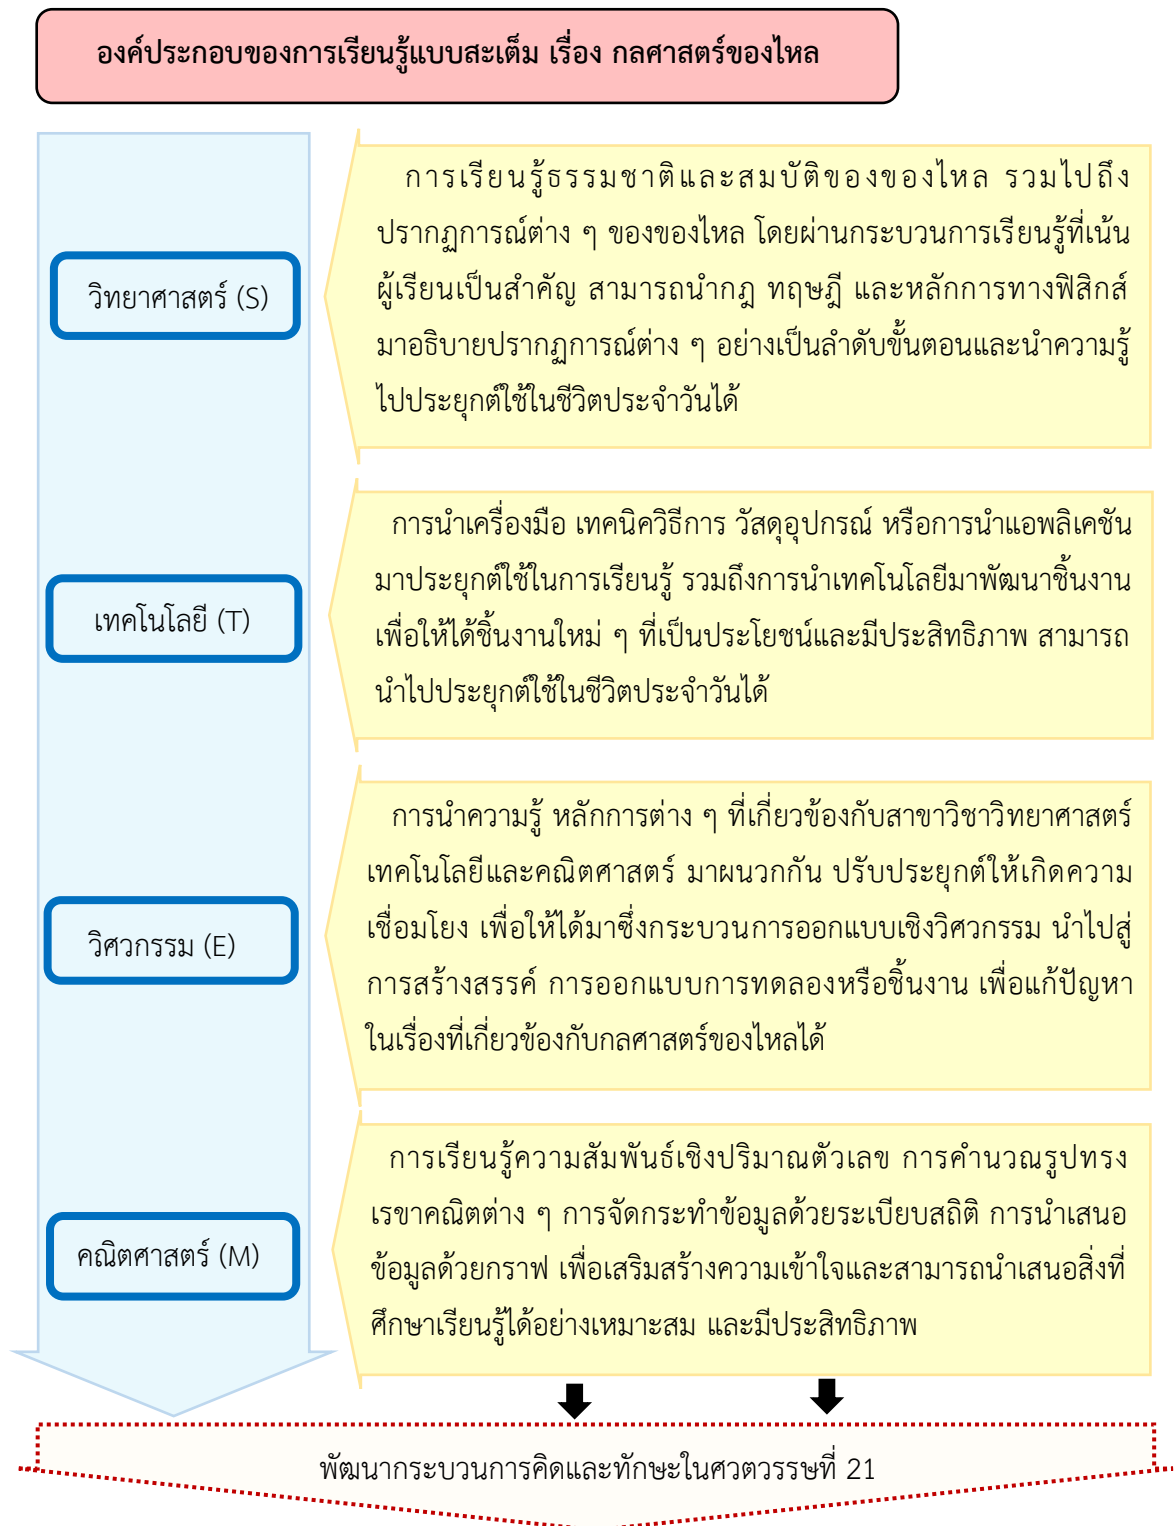 องค์ประกอบของการเรียนรู้แบบสะเต็ม เรื่อง กลศาสตร์ของไหล
วิทยาศาสตร์ (S)
การเรียนรู้ธรรมชาติและสมบัติของของไหล รวมไปถึง
ปรากฏการณ์ต่าง ๆ ของของไหล โดยผ่านกระบวนการเรียนรู้ที่เน้น
ผู้เรียนเป็นสำคัญ สามารถนำกฎ ทฤษฎี และหลักการทางฟิสิกส์
มาอธิบายปรากฏการณ์ต่าง ๆ อย่างเป็นลำดับขั้นตอนและนำความรู้
ไปประยุกต์ใช้ในชีวิตประจำวันได้
เทคโนโลยี (T)
การนำเครื่องมือ เทคนิควิธีการ วัสดุอุปกรณ์ หรือการนำแอพลิเคชัน
มาประยุกต์ใช้ในการเรียนรู้ รวมถึงการนำเทคโนโลยีมาพัฒนาชิ้นงาน
เพื่อให้ได้ชิ้นงานใหม่ ๆ ที่เป็นประโยชน์และมีประสิทธิภาพ สามารถ
นำไปประยุกต์ใช้ในชีวิตประจำวันได้
วิศวกรรม (E)
การนำความรู้ หลักการต่าง ๆ ที่เกี่ยวข้องกับสาขาวิชาวิทยาศาสตร์
เทคโนโลยีและคณิตศาสตร์ มาผนวกกัน ปรับประยุกต์ให้เกิดความ
เชื่อมโยง เพื่อให้ได้มาซึ่งกระบวนการออกแบบเชิงวิศวกรรม นำไปสู่
การสร้างสรรค์ การออกแบบการทดลองหรือชิ้นงาน เพื่อแก้ปัญหา
ในเรื่องที่เกี่ยวข้องกับกลศาสตร์ของไหลได้
คณิตศาสตร์ (M)
การเรียนรู้ความสัมพันธ์เชิงปริมาณตัวเลข การคำนวณรูปทรง
เรขาคณิตต่าง ๆ การจัดกระทำข้อมูลด้วยระเบียบสถิติ การนำเสนอ
ข้อมูลด้วยกราฟ เพื่อเสริมสร้างความเข้าใจและสามารถนำเสนอสิ่งที่
ศึกษาเรียนรู้ได้อย่างเหมาะสม และมีประสิทธิภาพ
พัฒนากระบวนการคิดและทักษะในศวตวรรษที่ 21